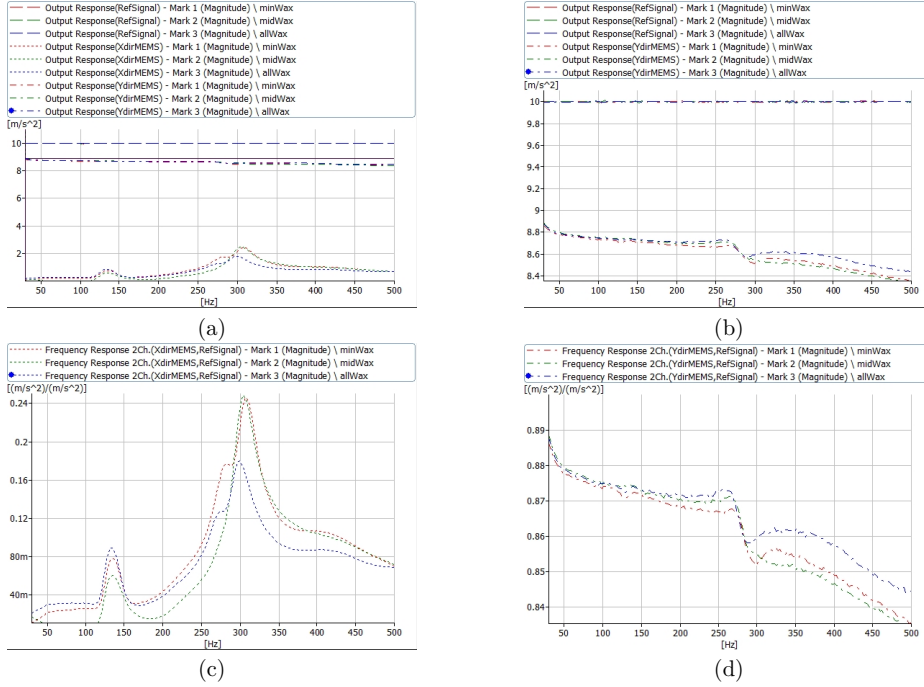 Output Response(RefSignal) - Mark 1 (Magnitude) \ minWax
Output Response(RefSignal) - Mark 2 (Magnitude) \ midWax
Output Response(RefSignal) - Mark 3 (Magnitude) \ allWax
Output Response(XdirMEMS) - Mark 1 (Magnitude) \ minWax
Output Response(XdirMEMS) - Mark 2 (Magnitude) \ midWax
Output Response(XdirMEMS) - Mark 3 (Magnitude) \ allWax
Output Response(YdirMEMS) - Mark 1 (Magnitude) \ minWax
Output Response(YdirMEMS) - Mark 2 (Magnitude) \ midWax
Output Response(YdirMEMS) - Mark 3 (Magnitude) \ allWax
[m/s^2]
10
8
6
4
2
50 100 150 200 250 300 350 400 450 500
[Hz]
(a)
Output Response(RefSignal) - Mark 1 (Magnitude) \ minWax
Output Response(RefSignal) - Mark 2 (Magnitude) \ midWax
Output Response(RefSignal) - Mark 3 (Magnitude) \ allWax
Output Response(YdirMEMS) - Mark 1 (Magnitude) \ minWax
Output Response(YdirMEMS) - Mark 2 (Magnitude) \ midWax
Output Response(YdirMEMS) - Mark 3 (Magnitude) \ allWax
[m/s^2]
10
9.8
9.6
9.4
9.2
9
8.8
8.6
8.4
50 100 150 200 250 300 350 400 450 500
[Hz]
(b)
Frequency Response 2Ch.(XdirMEMS,RefSignal) - Mark 1 (Magnitude) \ minWax
Frequency Response 2Ch.(XdirMEMS,RefSignal) - Mark 2 (Magnitude) \ midWax
Frequency Response 2Ch.(XdirMEMS,RefSignal) - Mark 3 (Magnitude) \ allWax
[(m/s^2)/(m/s^2)]
0.24
0.2
0.16
0.12
80m
40m
50 100 150 200 250 300 350 400 450 500
[Hz]
(c)
Frequency Response 2Ch.(YdirMEMS,RefSignal) - Mark 1 (Magnitude) \ minWax
Frequency Response 2Ch.(YdirMEMS,RefSignal) - Mark 2 (Magnitude) \ midWax
Frequency Response 2Ch.(YdirMEMS,RefSignal) - Mark 3 (Magnitude) \ allWax
[(m/s^2)/(m/s^2)]
0.89
0.88
0.87
0.86
0.85
0.84
50 100 150 200 250 300 350 400 450 500
[Hz]
(d)